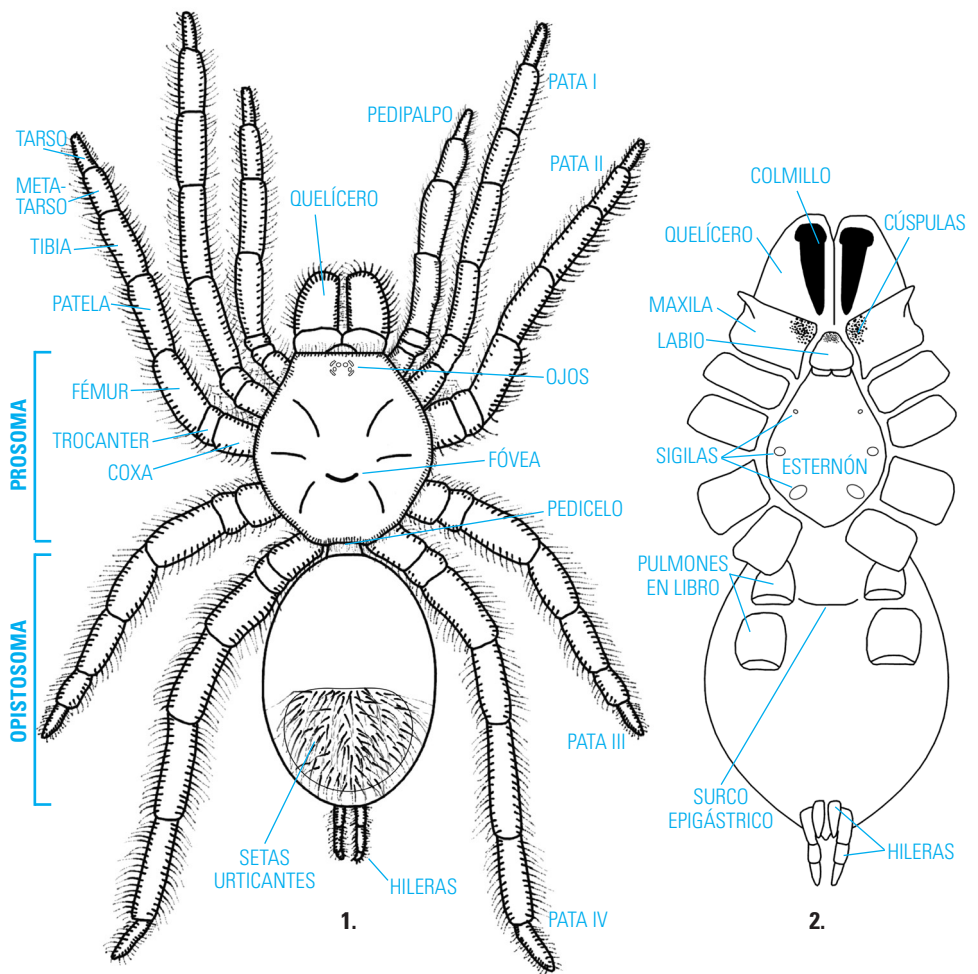 PATA I
PEDIPALPO
TARSO
PATA II
META-
TARSO
QUELÍCERO
TIBIA
PATELA
PROSOMA
FÉMUR
OJOS
TROCANTER
COXA
FÓVEA
PEDICELO
OPISTOSOMA
PATA III
SETAS
URTICANTES
HILERAS
PATA IV
1.
COLMILLO
CÚSPULAS
QUELÍCERO
MAXILA
LABIO
SIGILAS
ESTERNÓN
PULMONES
EN LIBRO
SURCO
EPIGÁSTRICO
HILERAS
2.